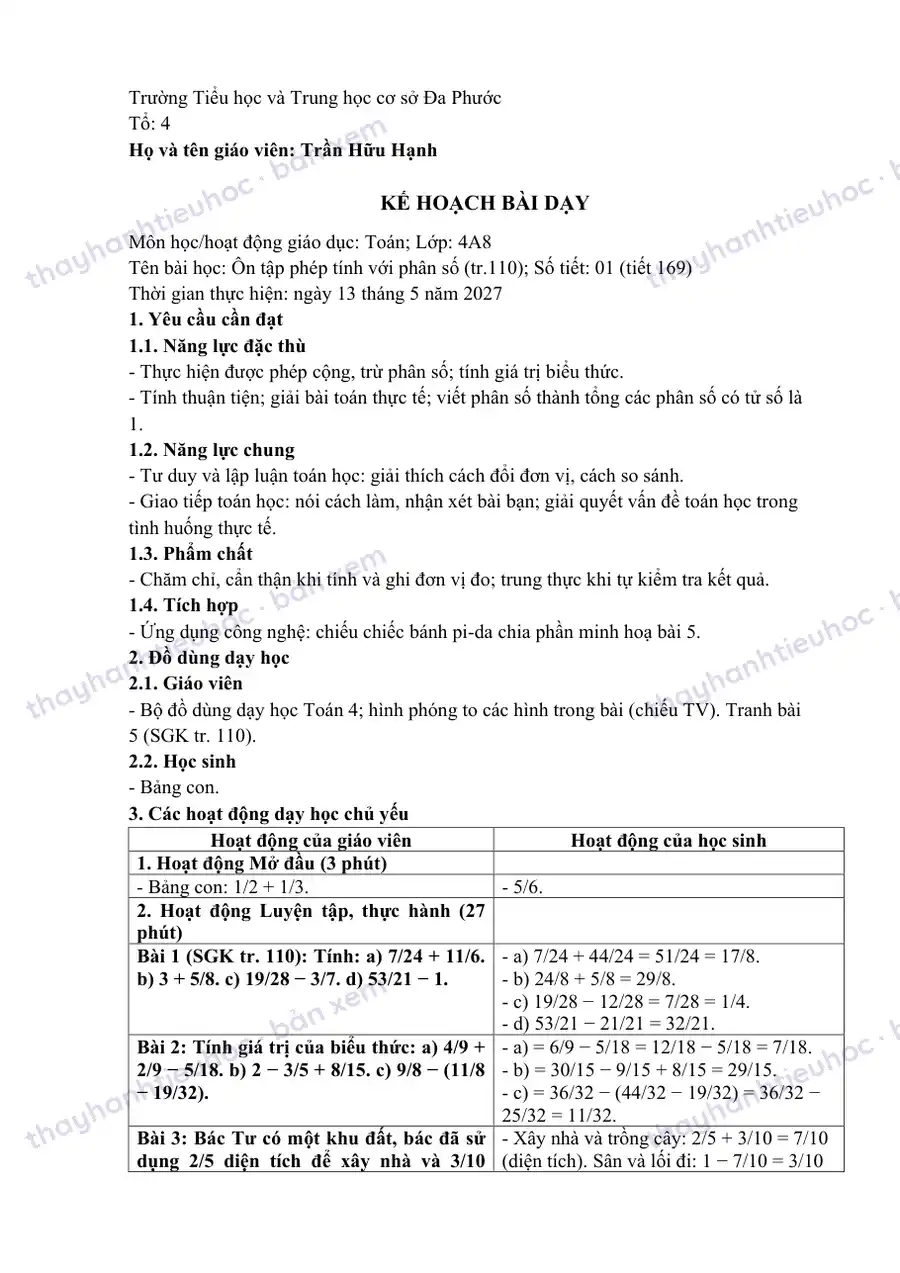 Trường Tiểu học và Trung học cơ sở Đa Phước
Tổ: 4
Họ và tên giáo viên: Trần Hữu Hạnh
KẾ HOẠCH BÀI DẠY
Môn học/hoạt động giáo dục: Toán; Lớp: 4A8
Tên bài học: Ôn tập phép tính với phân số (tr.110); Số tiết: 01 (tiết 169)
Thời gian thực hiện: ngày 13 tháng 5 năm 2027
1. Yêu cầu cần đạt
1.1. Năng lực đặc thù
- Thực hiện được phép cộng, trừ phân số; tính giá trị biểu thức.
- Tính thuận tiện; giải bài toán thực tế; viết phân số thành tổng các phân số có tử số là
1.
1.2. Năng lực chung
- Tư duy và lập luận toán học: giải thích cách đổi đơn vị, cách so sánh.
- Giao tiếp toán học: nói cách làm, nhận xét bài bạn; giải quyết vấn đề toán học trong
tình huống thực tế.
1.3. Phẩm chất
- Chăm chỉ, cẩn thận khi tính và ghi đơn vị đo; trung thực khi tự kiểm tra kết quả.
1.4. Tích hợp
- Ứng dụng công nghệ: chiếu chiếc bánh pi-da chia phần minh hoạ bài 5.
2. Đồ dùng dạy học
2.1. Giáo viên
- Bộ đồ dùng dạy học Toán 4; hình phóng to các hình trong bài (chiếu TV). Tranh bài
5 (SGK tr. 110).
2.2. Học sinh
- Bảng con.
3. Các hoạt động dạy học chủ yếu
Hoạt động của giáo viên
Hoạt động của học sinh
1. Hoạt động Mở đầu (3 phút)
- Bảng con: 1/2 + 1/3.
- 5/6.
2. Hoạt động Luyện tập, thực hành (27
phút)
Bài 1 (SGK tr. 110): Tính: a) 7/24 + 11/6.
b) 3 + 5/8. c) 19/28 − 3/7. d) 53/21 − 1.
- a) 7/24 + 44/24 = 51/24 = 17/8.
- b) 24/8 + 5/8 = 29/8.
- c) 19/28 − 12/28 = 7/28 = 1/4.
- d) 53/21 − 21/21 = 32/21.
Bài 2: Tính giá trị của biểu thức: a) 4/9 +
2/9 − 5/18. b) 2 − 3/5 + 8/15. c) 9/8 − (11/8
− 19/32).
- a) = 6/9 − 5/18 = 12/18 − 5/18 = 7/18.
- b) = 30/15 − 9/15 + 8/15 = 29/15.
- c) = 36/32 − (44/32 − 19/32) = 36/32 −
25/32 = 11/32.
Bài 3: Bác Tư có một khu đất, bác đã sử
dụng 2/5 diện tích để xây nhà và 3/10
- Xây nhà và trồng cây: 2/5 + 3/10 = 7/10
(diện tích). Sân và lối đi: 1 − 7/10 = 3/10
thayhanhtieuhoc · bản xem
thayhanhtieuhoc · b
thayhanhtieuhoc · bản xem
thayhanhtieuhoc · b
thayhanhtieuhoc · bản xem
thayhanhtieuhoc · b